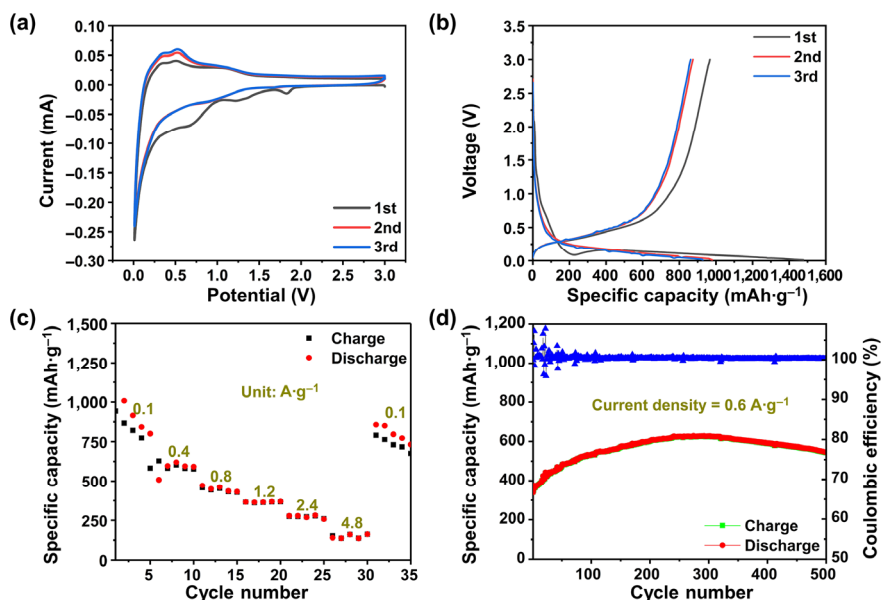 (a)
0.10
0.05
0.00
–0.05
–0.10
–0.15
–0.20
–0.25
–0.30
Current (mA)
1st
2nd
3rd
0.0 0.5 1.0 1.5 2.0 2.5 3.0
Potential (V)
(b)
3.5
3.0
2.5
2.0
1.5
1.0
0.5
0.0
Voltage (V)
1st
2nd
3rd
0 200 400 600 800 1,000 1,200 1,400 1,600
Specific capacity (mAh·g⁻¹)
(c)
1,500
1,250
1,000
750
500
250
0
Specific capacity (mAh·g⁻¹)
Charge
Discharge
Unit: A·g⁻¹
0.1
0.4
0.8
1.2
2.4
4.8
0.1
5 10 15 20 25 30 35
Cycle number
(d)
1,200
1,000
800
600
400
200
0
Specific capacity (mAh·g⁻¹)
Current density = 0.6 A·g⁻¹
Charge
Discharge
100
90
80
70
60
50
Coulombic efficiency (%)
100 200 300 400 500
Cycle number